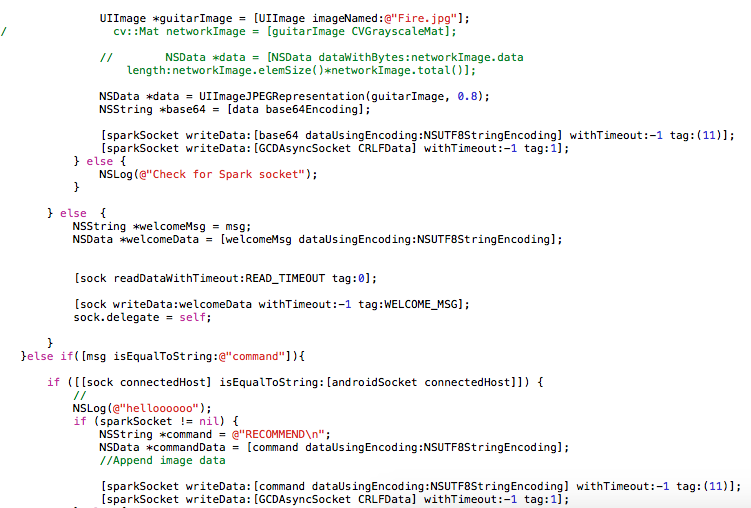 UIImage *guitarImage = [UIImage imageNamed:@"Fire.jpg"];
/ cv::Mat networkImage = [guitarImage CVGrayscaleMat];
// NSData *data = [NSData dataWithBytes:networkImage.data
length:networkImage.elemSize()*networkImage.total()];
NSData *data = UIImageJPEGRepresentation(guitarImage, 0.8);
NSString *base64 = [data base64Encoding];
[sparkSocket writeData:[base64 dataUsingEncoding:NSUTF8StringEncoding] withTimeout:-1 tag:(11)];
[sparkSocket writeData:[GCDAsyncSocket CRLFData] withTimeout:-1 tag:1];
} else {
NSLog(@"Check for Spark socket");
}
} else {
NSString *welcomeMsg = msg;
NSData *welcomeData = [welcomeMsg dataUsingEncoding:NSUTF8StringEncoding];
[sock readDataWithTimeout:READ_TIMEOUT tag:0];
[sock writeData:welcomeData withTimeout:-1 tag:WELCOME_MSG];
sock.delegate = self;
}
}else if([msg isEqualToString:@"command"]){
if ([[sock connectedHost] isEqualToString:[androidSocket connectedHost]]) {
//
NSLog(@"helloooooo");
if (sparkSocket != nil) {
NSString *command = @"RECOMMEND\n";
NSData *commandData = [command dataUsingEncoding:NSUTF8StringEncoding];
//Append image data
[sparkSocket writeData:[command dataUsingEncoding:NSUTF8StringEncoding] withTimeout:-1 tag:(11)];
[sparkSocket writeData:[GCDAsyncSocket CRLFData] withTimeout:-1 tag:1];